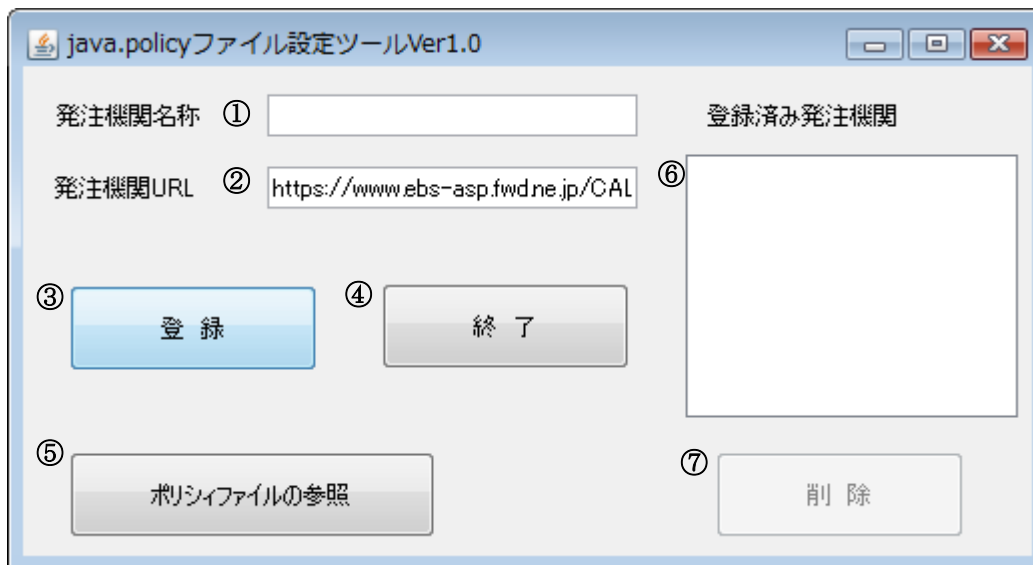 java.policyファイル設定ツールVer1.0
発注機関名称 ①
登録済み発注機関
発注機関URL ② https://www.ebs-asp.fwd.ne.jp/CAL
⑥
③ 登 録
④ 終 了
⑤ ポリシィファイルの参照
⑦ 削 除